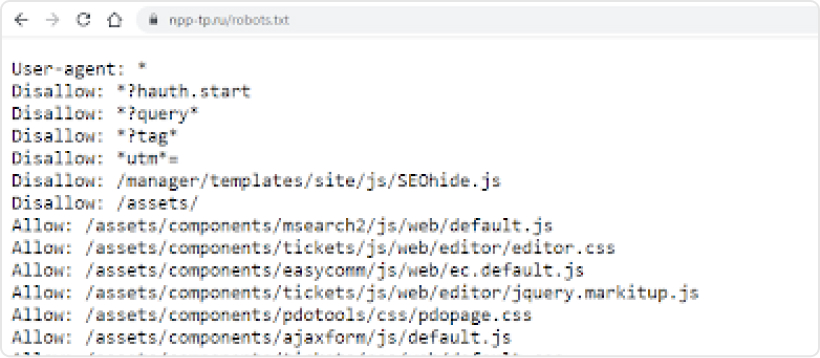 npp-tp.ru/robots.txt
User-agent: *
Disallow: *?hauth.start
Disallow: *?query*
Disallow: *?tag*
Disallow: *utm*=
Disallow: /manager/templates/site/js/SEOhide.js
Disallow: /assets/
Allow: /assets/components/msearch2/js/web/default.js
Allow: /assets/components/tickets/js/web/editor/editor.css
Allow: /assets/components/easycomm/js/web/ec.default.js
Allow: /assets/components/tickets/js/web/editor/jquery.markitup.js
Allow: /assets/components/pdotools/css/pdopage.css
Allow: /assets/components/ajaxform/js/default.js